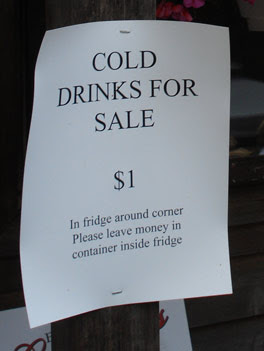 COLD
DRINKS FOR
SALE
$1
In fridge around corner
Please leave money in
container inside fridge